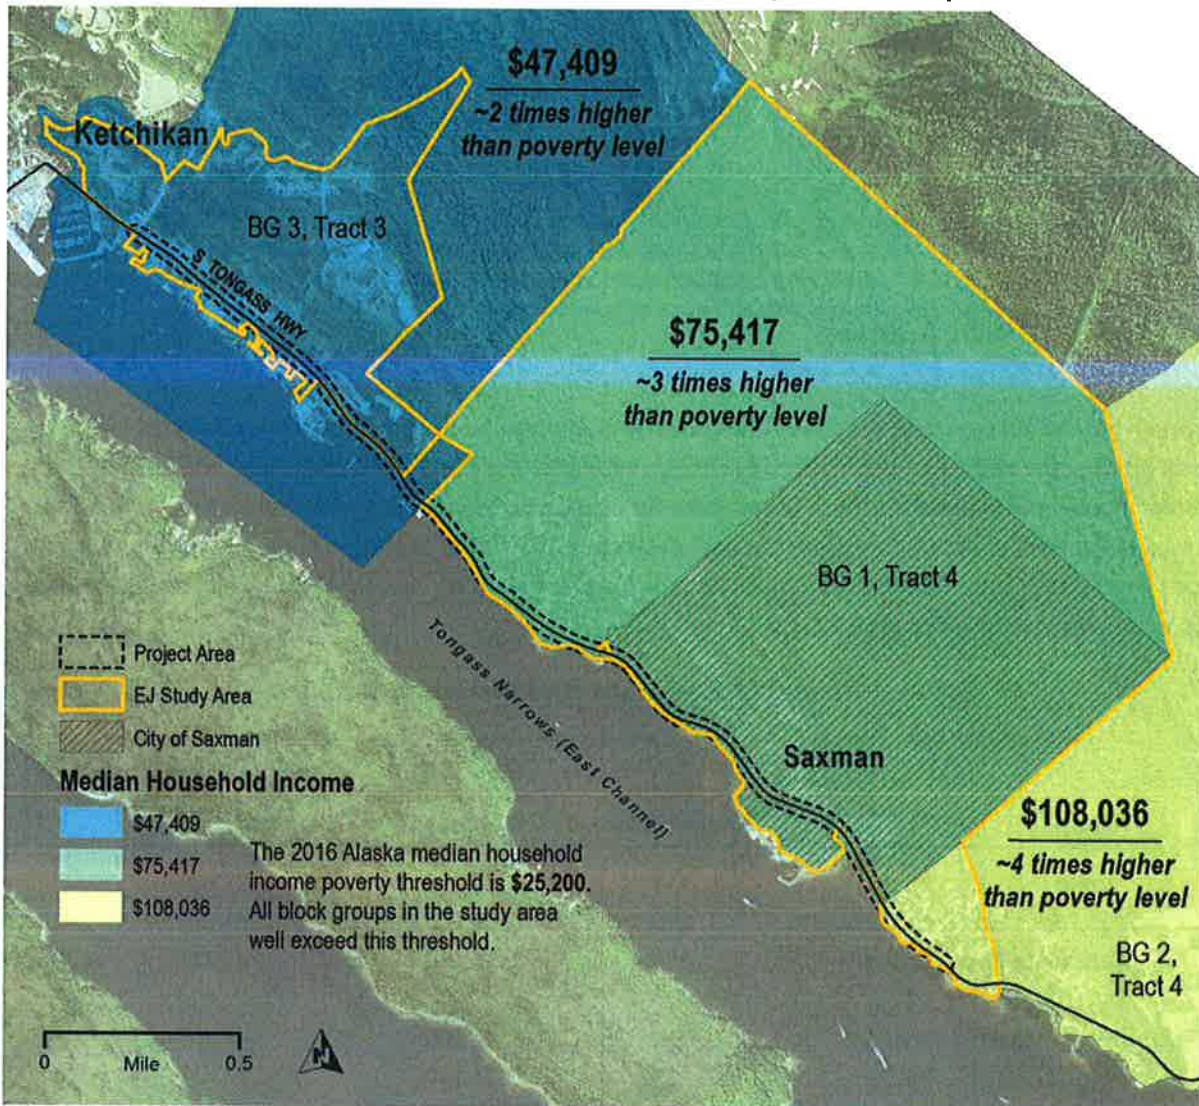 $47,409
~2 times higher
than poverty level
Ketchikan
BG 3, Tract 3
S TONGASS HWY
$75,417
~3 times higher
than poverty level
BG 1, Tract 4
Tongass Narrows (East Channel)
Saxman
$108,036
~4 times higher
than poverty level
BG 2,
Tract 4
Project Area
EJ Study Area
City of Saxman
Median Household Income
$47,409
$75,417
$108,036
The 2016 Alaska median household
income poverty threshold is $25,200.
All block groups in the study area
well exceed this threshold.
0
Mile
0.5
N